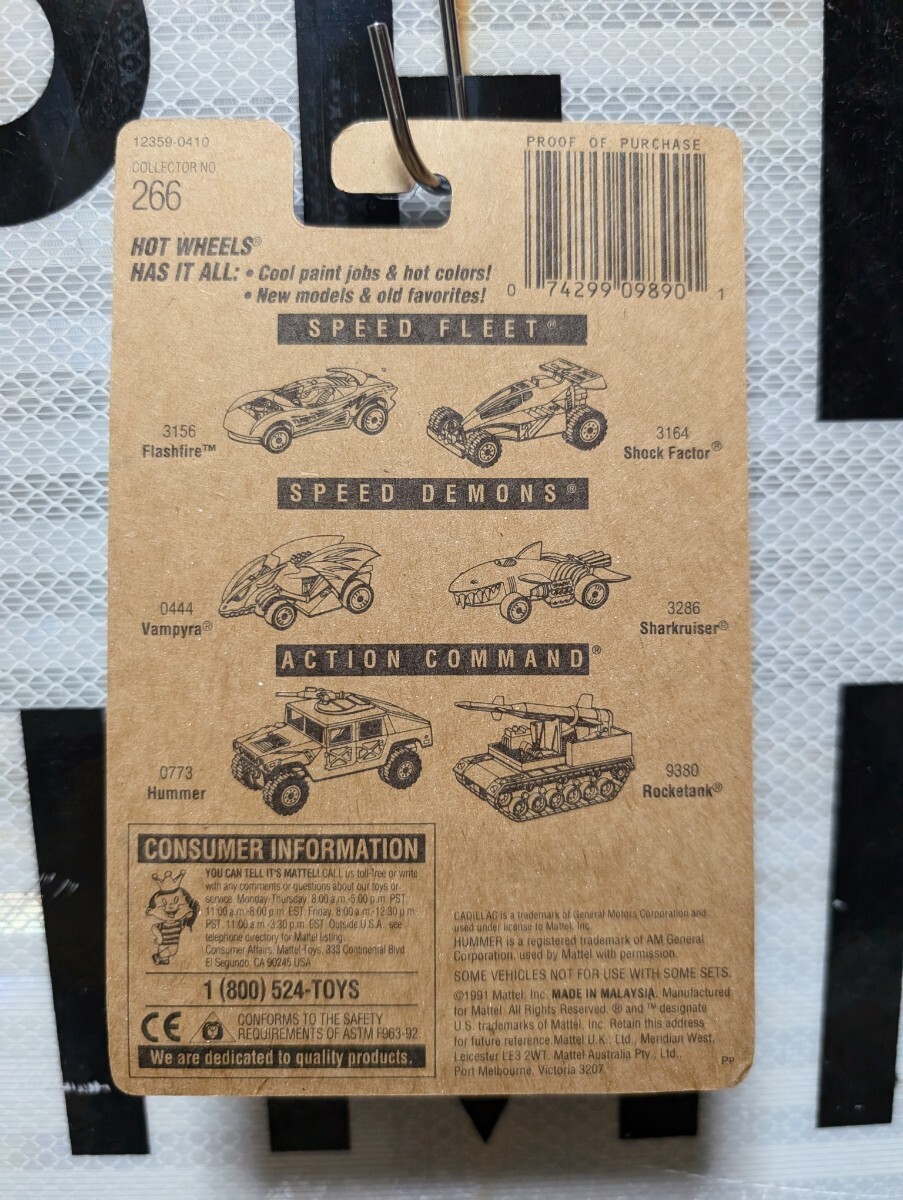 12359-0410
COLLECTOR NO
266
PROOF OF PURCHASE
0 74299 09890 1
HOT WHEELS®
HAS IT ALL: • Cool paint jobs & hot colors!
• New models & old favorites!
SPEED FLEET®
3156
Flashfire™
3164
Shock Factor®
SPEED DEMONS®
0444
Vampyra®
3286
Sharkruiser®
ACTION COMMAND®
0773
Hummer
9380
Rocketank®
CONSUMER INFORMATION
YOU CAN TELL IT'S MATTEL! CALL us toll-free or write
with any comments or questions about our toys or
service. Monday-Thursday, 8:00 a.m.-5:00 p.m. PST,
11:00 a.m.-8:00 p.m. EST. Friday, 8:00 a.m.-12:30 p.m.
PST, 11:00 a.m.-3:30 p.m. EST. Outside U.S.A., see
telephone directory for Mattel listing.
Consumer Affairs, Mattel Toys, 333 Continental Blvd.
El Segundo, CA 90245 USA
1 (800) 524-TOYS
CE CONFORMS TO THE SAFETY
REQUIREMENTS OF ASTM F963-92
We are dedicated to quality products.
CADILLAC is a trademark of General Motors Corporation and
used under license to Mattel, Inc.
HUMMER is a registered trademark of AM General
Corporation, used by Mattel with permission.
SOME VEHICLES NOT FOR USE WITH SOME SETS.
©1991 Mattel, Inc. MADE IN MALAYSIA. Manufactured
for Mattel. All Rights Reserved. ® and ™ designate
U.S. trademarks of Mattel, Inc. Retain this address
for future reference Mattel U.K., Ltd., Meridian West,
Leicester LE3 2WT. Mattel Australia Pty., Ltd.,
Port Melbourne, Victoria 3207.
PP